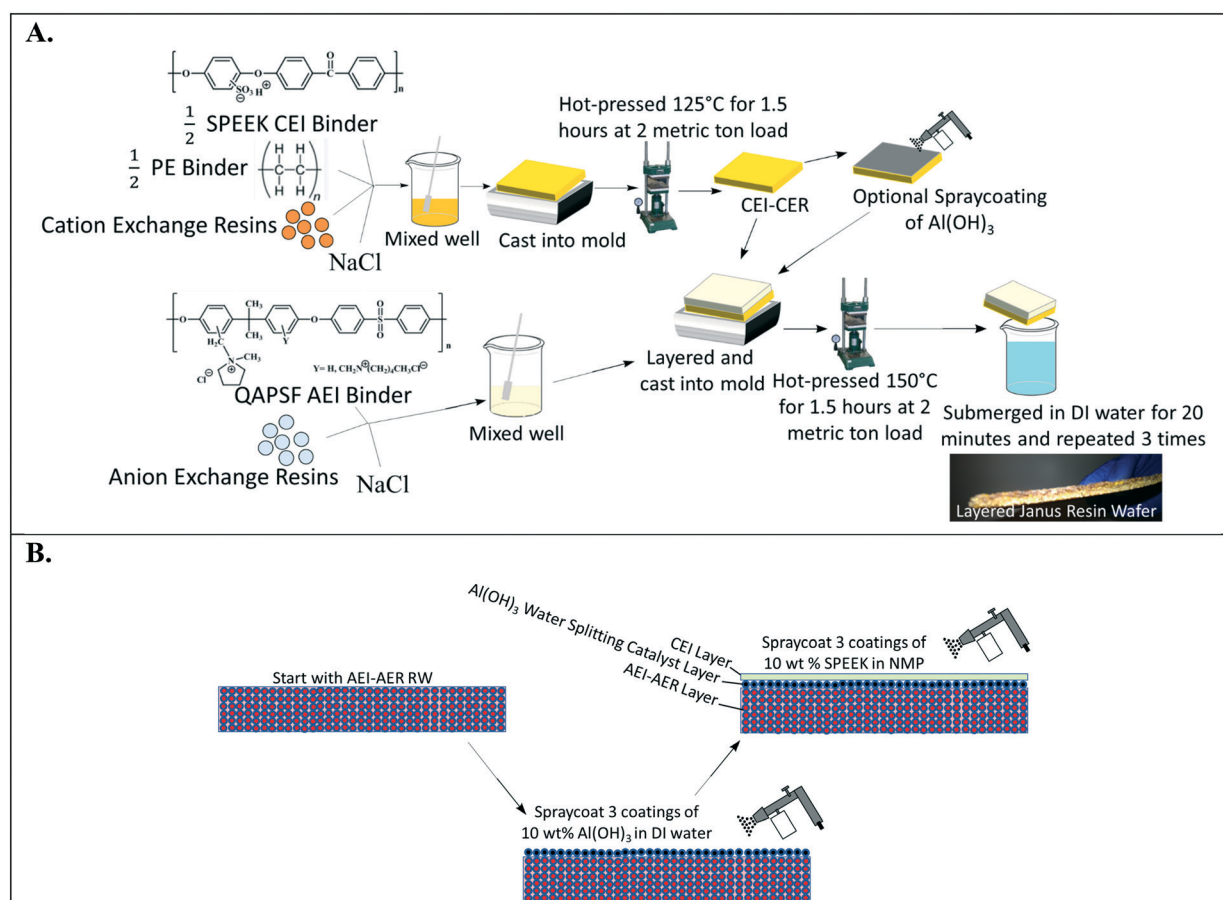 A.
O
O
C
O
n
SO₃H⊕
⊖
1/2 SPEEK CEI Binder
1/2 PE Binder
H H
C C
H H
n
Cation Exchange Resins
NaCl
Mixed well
Cast into mold
Hot-pressed 125°C for 1.5
hours at 2 metric ton load
CEI-CER
Optional Spraycoating
of Al(OH)₃
CH₃
CH₃
O
O
O
S
O
n
H₂C
Y
N
CH₃
⊕
Cl⊖
Y= H, CH₂N⊕(CH₂)₄CH₃Cl⊖
QAPSF AEI Binder
Anion Exchange Resins
NaCl
Mixed well
Layered and
cast into mold
Hot-pressed 150°C
for 1.5 hours at 2
metric ton load
Submerged in DI water for 20
minutes and repeated 3 times
Layered Janus Resin Wafer
B.
Start with AEI-AER RW
Spraycoat 3 coatings of
10 wt% Al(OH)₃ in DI water
Al(OH)₃ Water Splitting Catalyst Layer
CEI Layer
AEI-AER Layer
Spraycoat 3 coatings of
10 wt % SPEEK in NMP